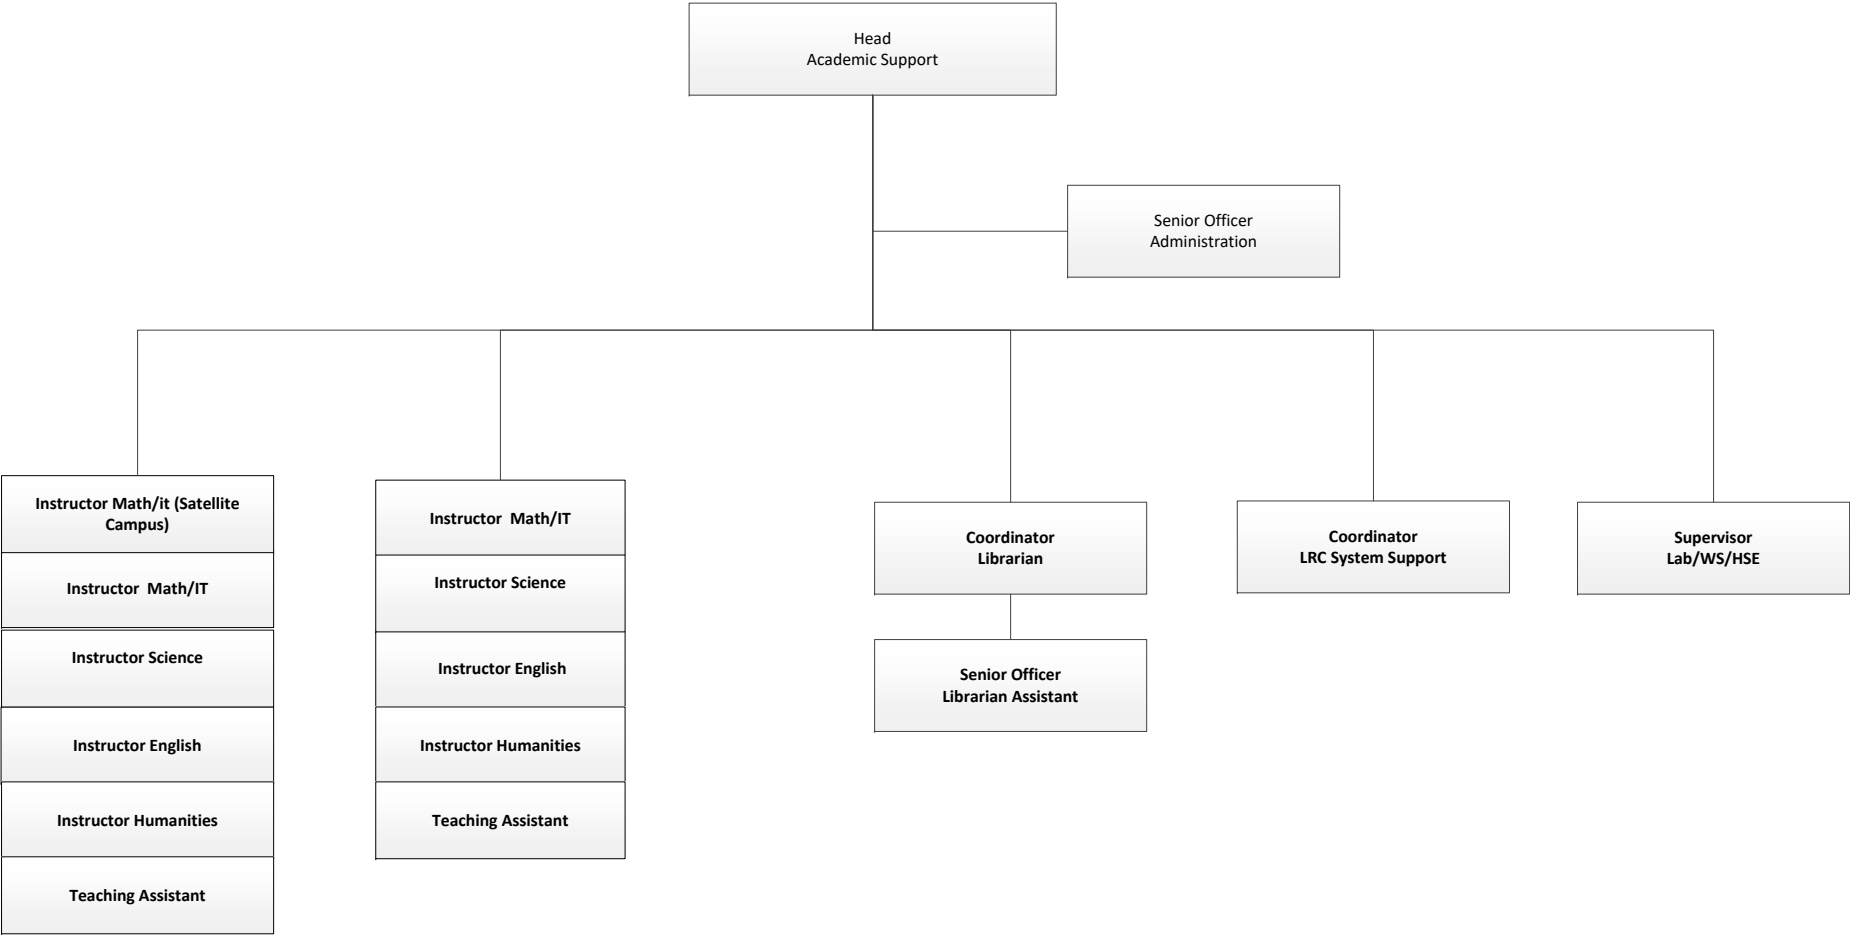 Head
Academic Support
Senior Officer
Administration
Instructor Math/it (Satellite
Campus)
Instructor  Math/IT
Instructor Science
Instructor English
Instructor Humanities
Teaching Assistant
Instructor  Math/IT
Instructor Science
Instructor English
Instructor Humanities
Teaching Assistant
Coordinator
Librarian
Senior Officer
Librarian Assistant
Coordinator
LRC System Support
Supervisor
Lab/WS/HSE